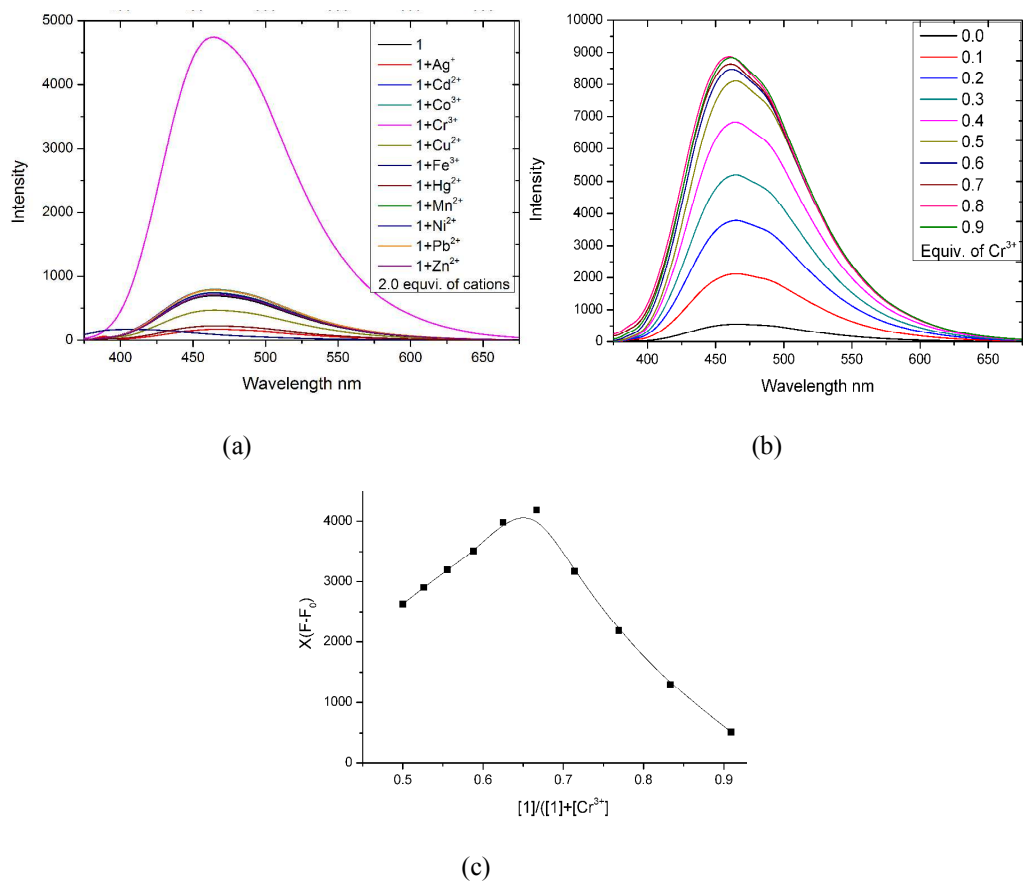 5000
4000
3000
2000
1000
0
Intensity
400 450 500 550 600 650
Wavelength nm
1
1+Ag⁺
1+Cd²⁺
1+Co³⁺
1+Cr³⁺
1+Cu²⁺
1+Fe³⁺
1+Hg²⁺
1+Mn²⁺
1+Ni²⁺
1+Pb²⁺
1+Zn²⁺
2.0 equvi. of cations
(a)
10000
9000
8000
7000
6000
5000
4000
3000
2000
1000
0
Intensity
400 450 500 550 600 650
Wavelength nm
0.0
0.1
0.2
0.3
0.4
0.5
0.6
0.7
0.8
0.9
Equiv. of Cr³⁺
(b)
4000
3000
2000
1000
0
X(F-F₀)
0.5 0.6 0.7 0.8 0.9
[1]/([1]+[Cr³⁺]
(c)